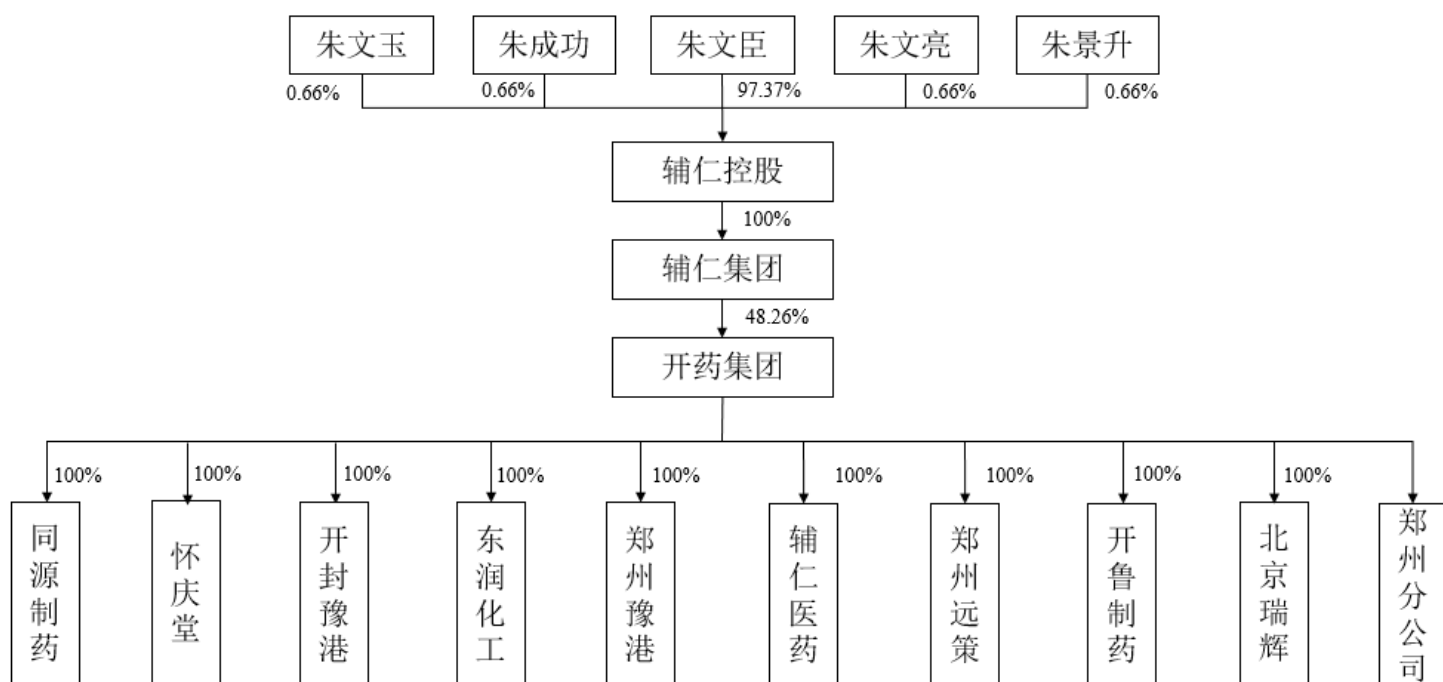 朱文玉
朱成功
朱文臣
朱文亮
朱景升
0.66%
0.66%
97.37%
0.66%
0.66%
辅仁控股
100%
辅仁集团
48.26%
开药集团
100%
100%
100%
100%
100%
100%
100%
100%
100%
同源制药
怀庆堂
开封豫港
东润化工
郑州豫港
辅仁医药
郑州远策
开鲁制药
北京瑞辉
郑州分公司